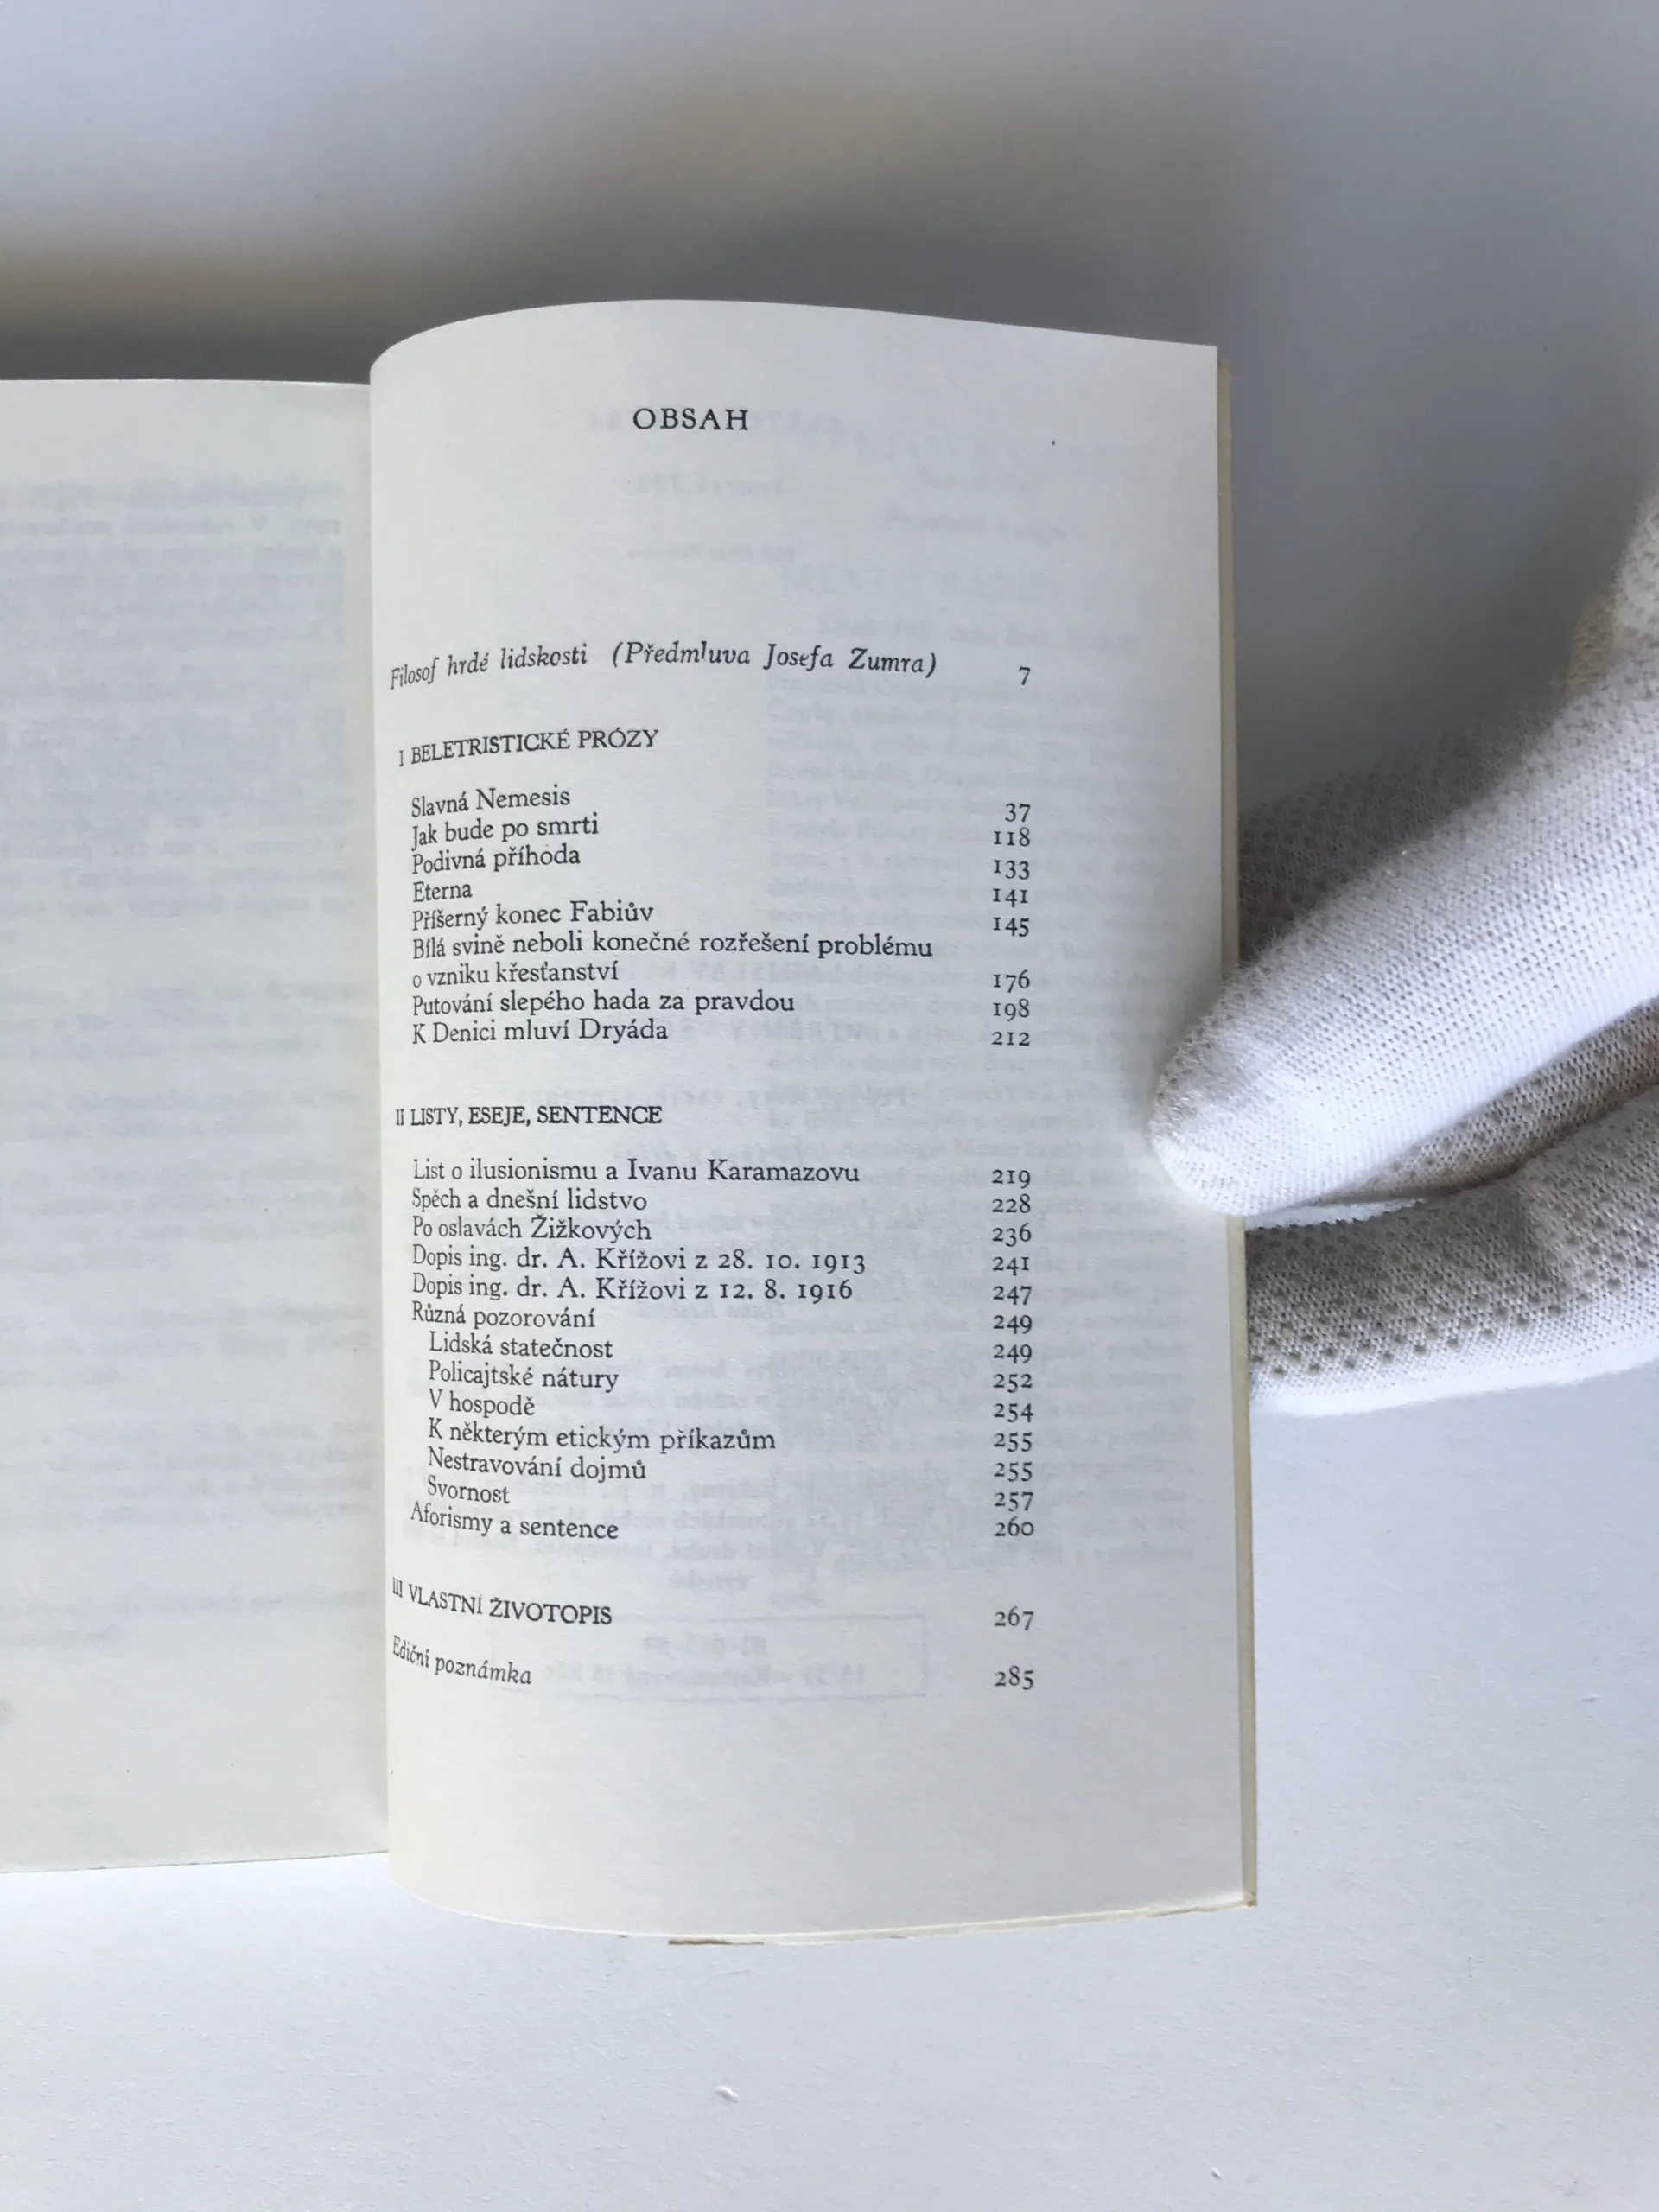 OBSAH
Filosof hrdé lidskosti (Předmluva Josefa Zumra) 7
I BELETRISTICKÉ PRÓZY
Slavná Nemesis 37
Jak bude po smrti 118
Podivná příhoda 133
Eterna 141
Příšerný konec Fabiův 145
Bílá svině neboli konečné rozřešení problému
o vzniku křesťanství 176
Putování slepého hada za pravdou 198
K Denici mluví Dryáda 212
II LISTY, ESEJE, SENTENCE
List o ilusionismu a Ivanu Karamazovu 219
Spěch a dnešní lidstvo 228
Po oslavách Žižkových 236
Dopis ing. dr. A. Křížovi z 28. 10. 1913 241
Dopis ing. dr. A. Křížovi z 12. 8. 1916 247
Různá pozorování 249
Lidská statečnost 249
Policajtské nátury 252
V hospodě 254
K některým etickým příkazům 255
Nestravování dojmů 255
Svornost 257
Aforismy a sentence 260
III VLASTNÍ ŽIVOTOPIS 267
Ediční poznámka 285